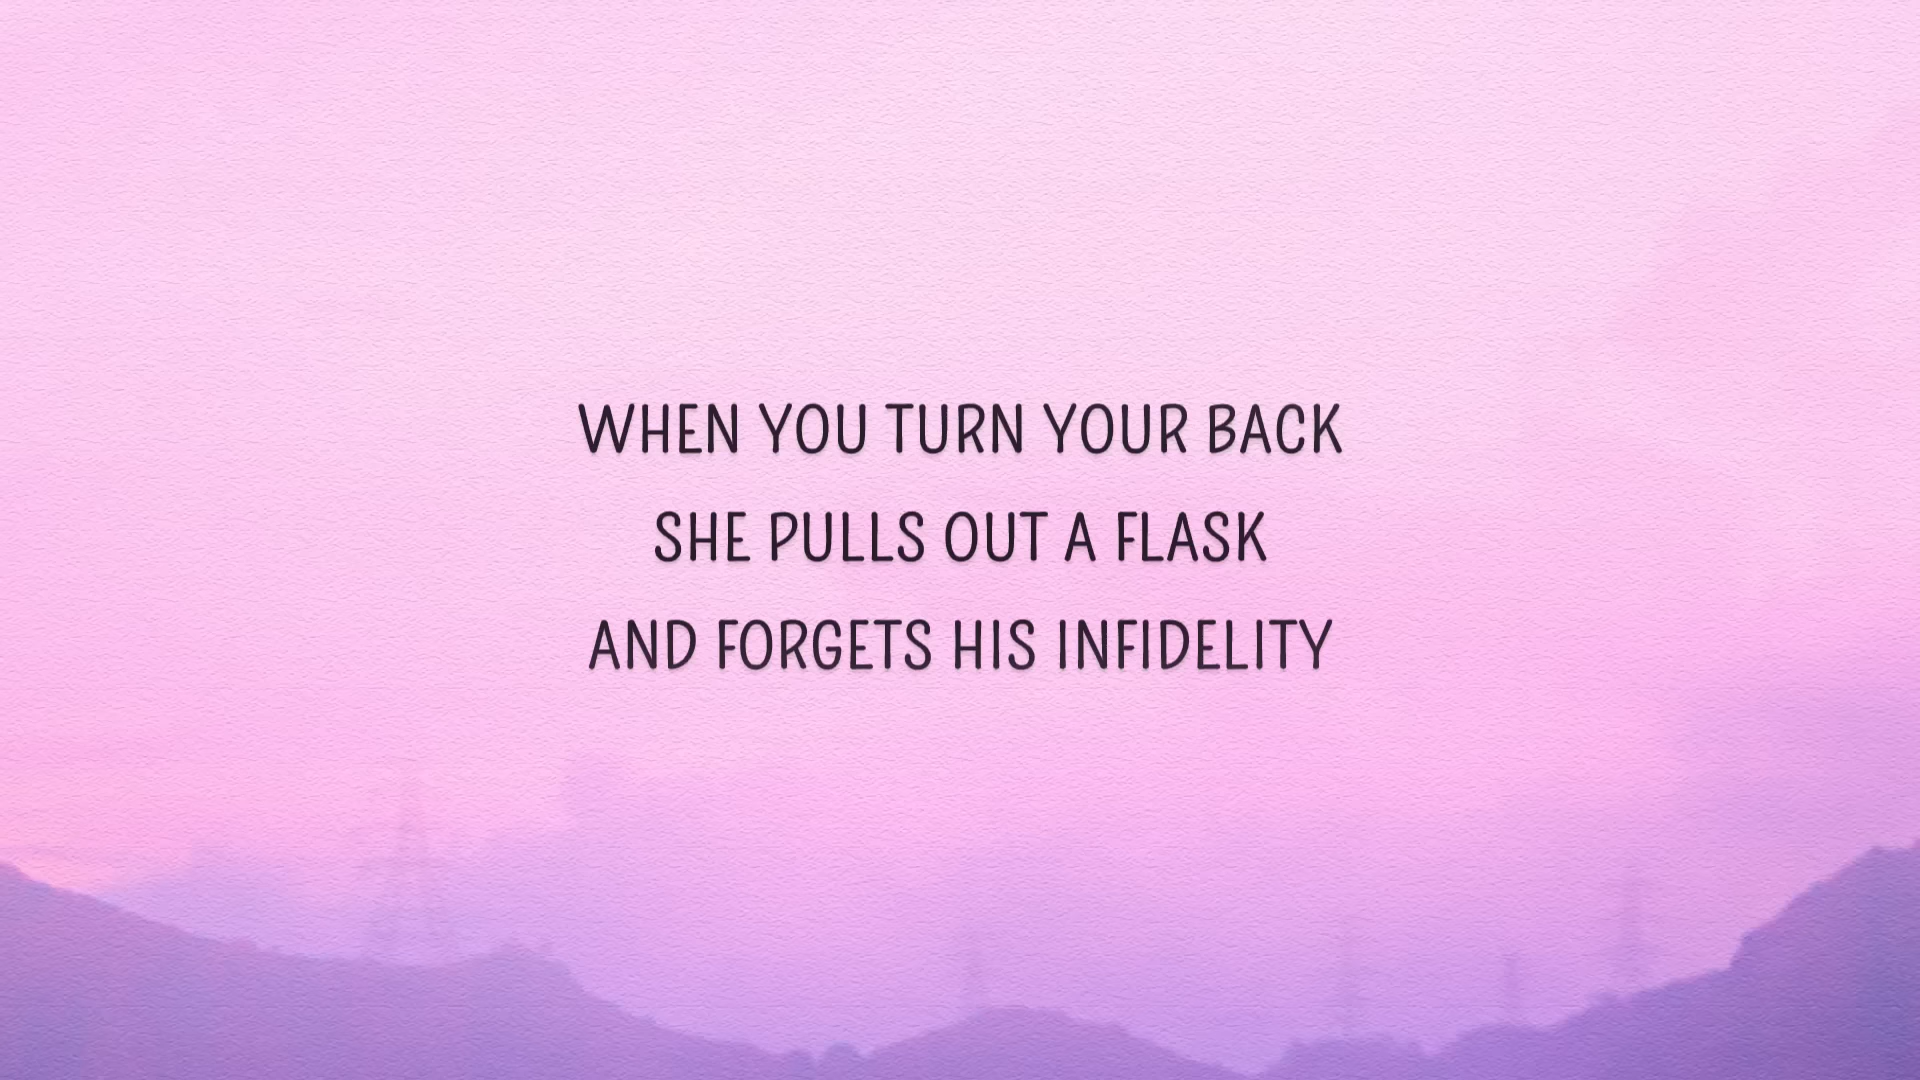 WHEN YOU TURN YOUR BACK
SHE PULLS OUT A FLASK
AND FORGETS HIS INFIDELITY